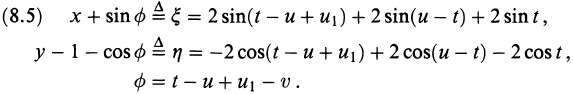 (8.5) x + sin ϕ ≜ ξ = 2 sin(t − u + u₁) + 2 sin(u − t) + 2 sin t ,
y − 1 − cos ϕ ≜ η = −2 cos(t − u + u₁) + 2 cos(u − t) − 2 cos t ,
ϕ = t − u + u₁ − v .